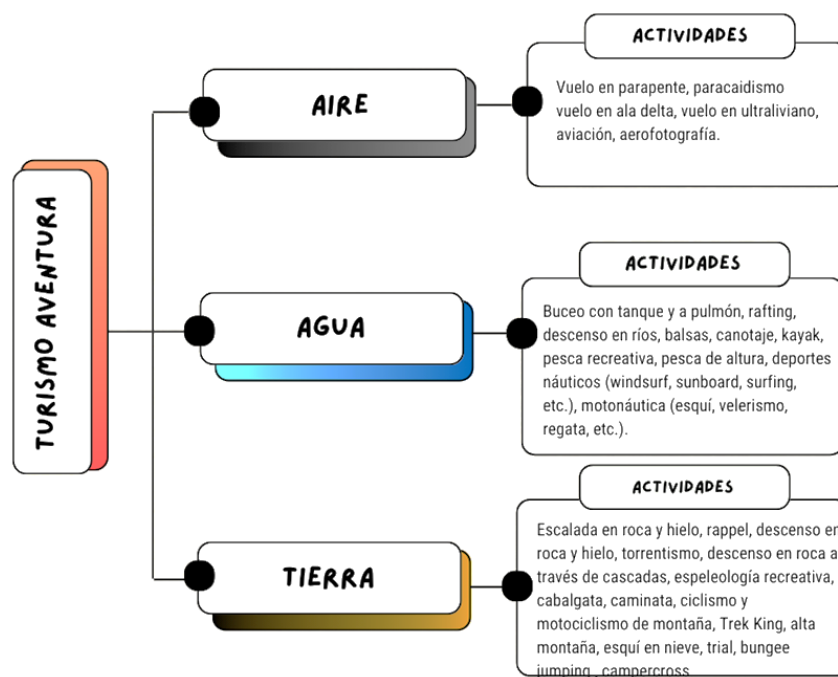 TURISMO AVENTURA
AIRE
ACTIVIDADES
Vuelo en parapente, paracaidismo
vuelo en ala delta, vuelo en ultraliviano,
aviación, aerofotografía.
AGUA
ACTIVIDADES
Buceo con tanque y a pulmón, rafting,
descenso en ríos, balsas, canotaje, kayak,
pesca recreativa, pesca de altura, deportes
náuticos (windsurf, sunboard, surfing,
etc.), motonáutica (esquí, velerismo,
regata, etc.).
TIERRA
ACTIVIDADES
Escalada en roca y hielo, rappel, descenso en
roca y hielo, torrentismo, descenso en roca a
través de cascadas, espeleología recreativa,
cabalgata, caminata, ciclismo y
motociclismo de montaña, Trek King, alta
montaña, esquí en nieve, trial, bungee
jumping , campercross